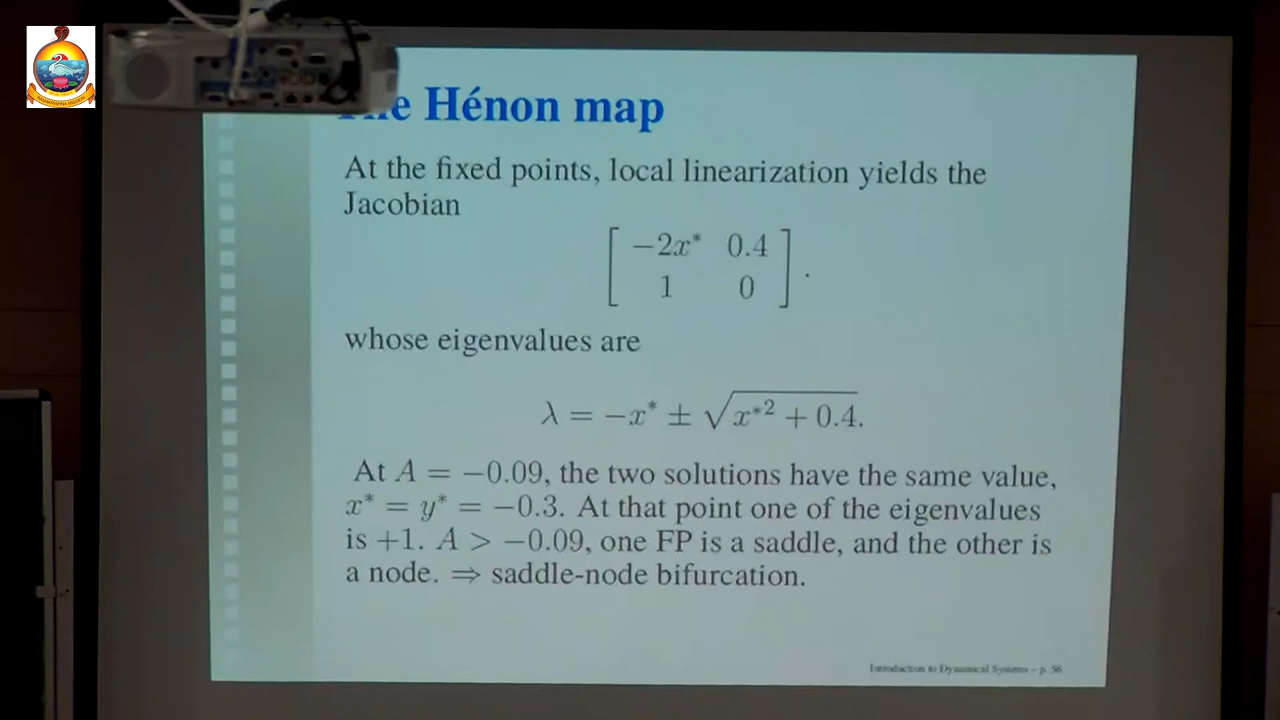 Hénon map
At the fixed points, local linearization yields the
Jacobian
[ −2x* 0.4
1 0 ] .
whose eigenvalues are
λ = −x* ± √(x*² + 0.4).
At A = −0.09, the two solutions have the same value,
x* = y* = −0.3. At that point one of the eigenvalues
is +1. A > −0.09, one FP is a saddle, and the other is
a node. ⇒ saddle-node bifurcation.
Introduction to Dynamical Systems – p. 56